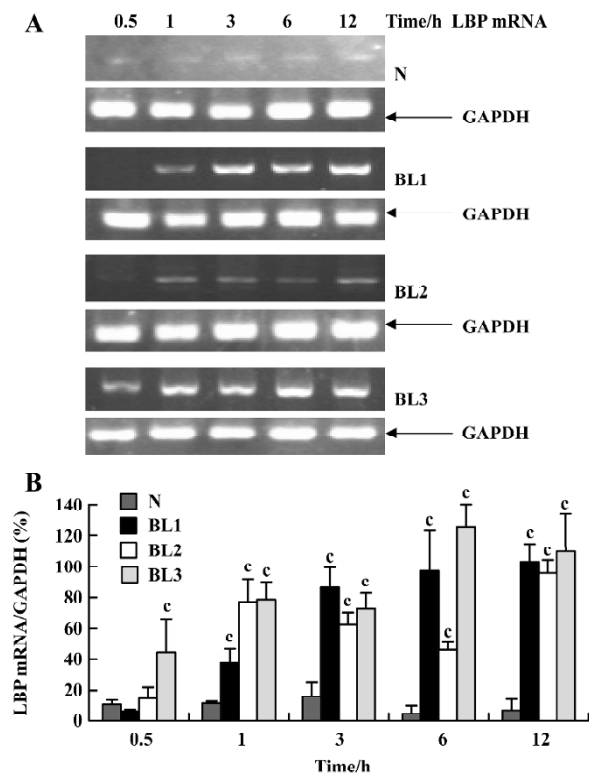 A
0.5 1 3 6 12 Time/h LBP mRNA
N
GAPDH
BL1
GAPDH
BL2
GAPDH
BL3
GAPDH
B
LBP mRNA/GAPDH (%)
140
120
100
80
60
40
20
0
N
BL1
BL2
BL3
c
c c c
c c c
c c c
c c c
0.5 1 3 6 12
Time/h